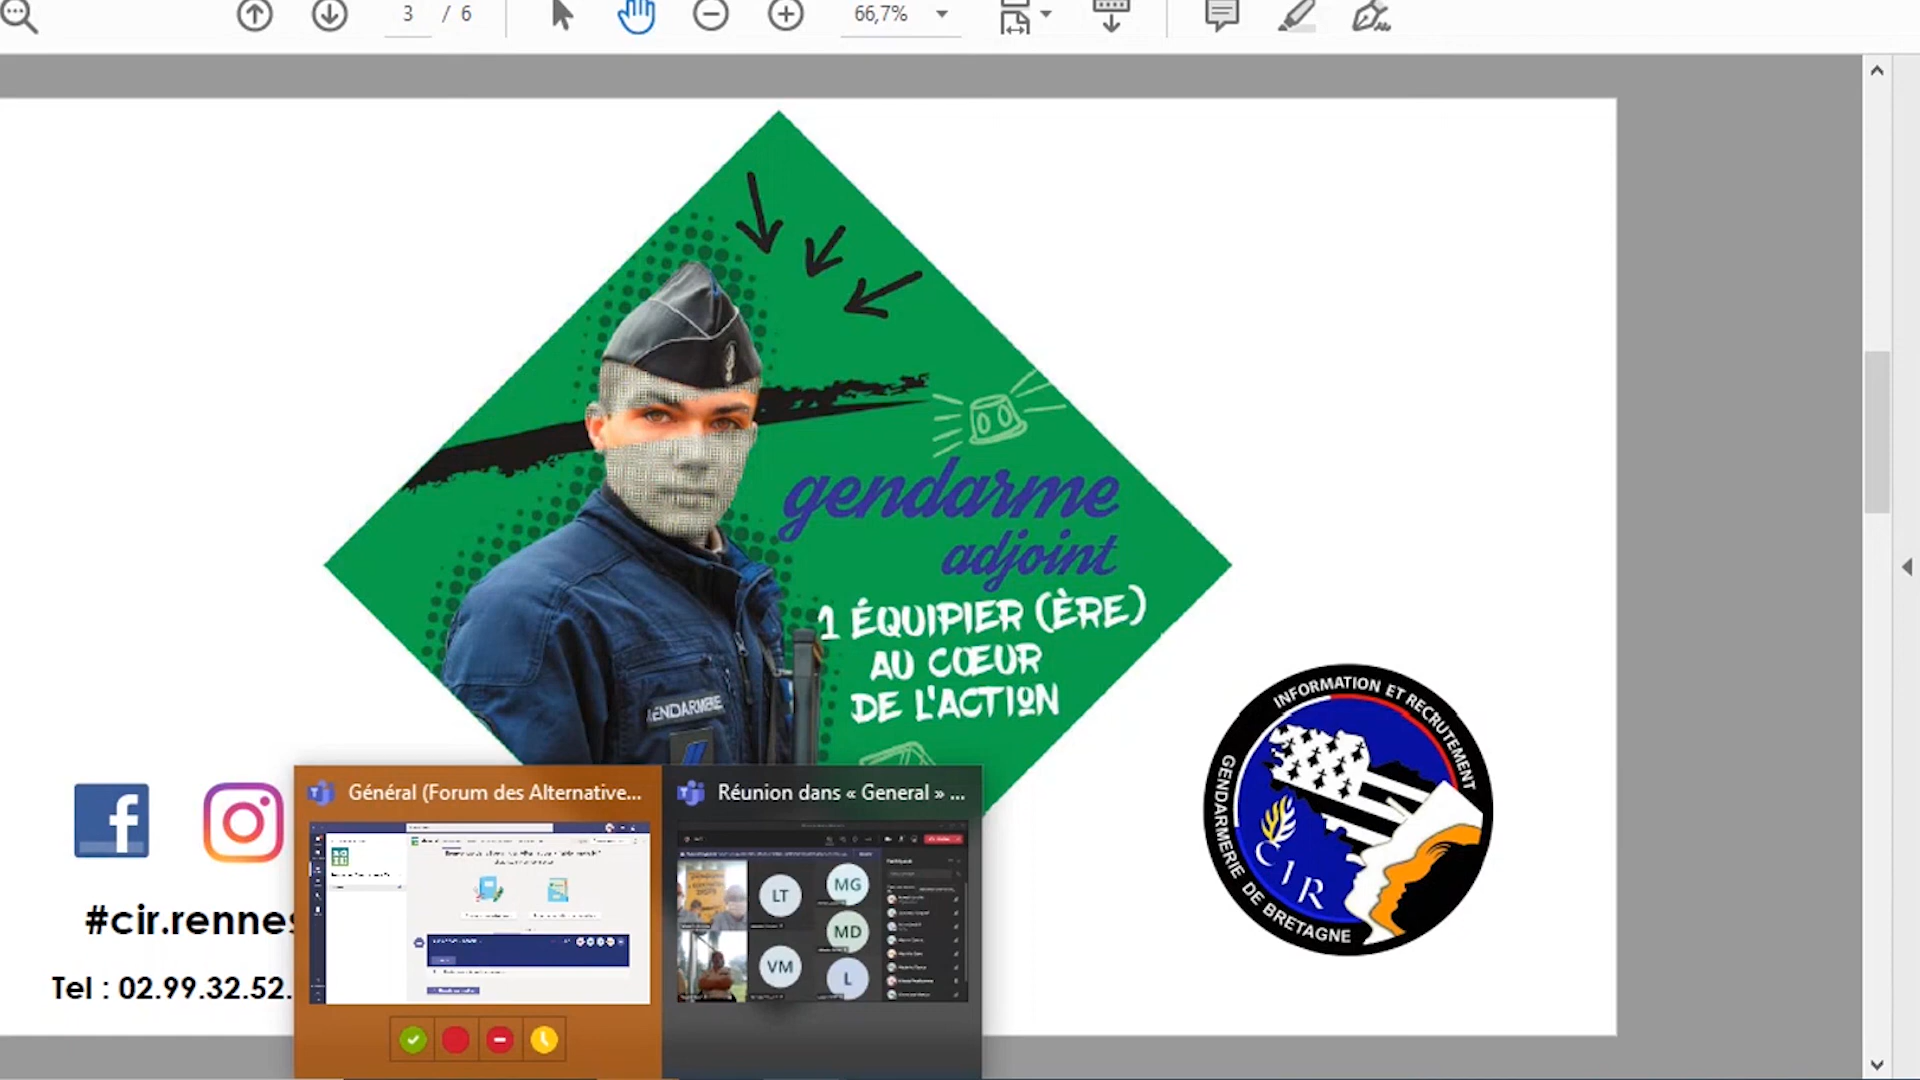 3 / 6
66,7%
gendarme
adjoint
1 ÉQUIPIER (ÈRE)
AU CŒUR
DE L'ACTION
GENDARMERIE
INFORMATION ET RECRUTEMENT
GENDARMERIE DE BRETAGNE
CIR
#cir.rennes
Tel : 02.99.32.52.
Général (Forum des Alternative...
Réunion dans « General » ...
LT
MG
MD
VM
L